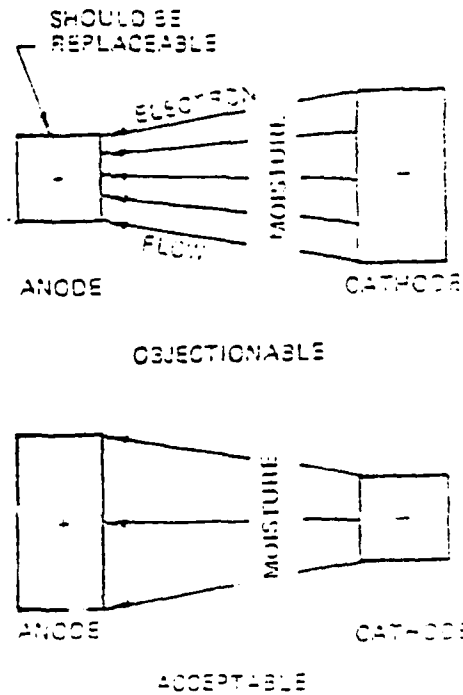 SHOULD BE
REPLACEABLE
ELECTRON
MOISTURE
-
-
FLOW
ANODE
CATHODE
OBJECTIONABLE
MOISTURE
+
-
ANODE
CATHODE
ACCEPTABLE